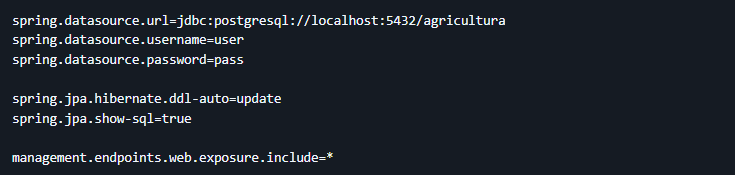 spring.datasource.url=jdbc:postgresql://localhost:5432/agricultura
spring.datasource.username=user
spring.datasource.password=pass
spring.jpa.hibernate.ddl-auto=update
spring.jpa.show-sql=true
management.endpoints.web.exposure.include=*